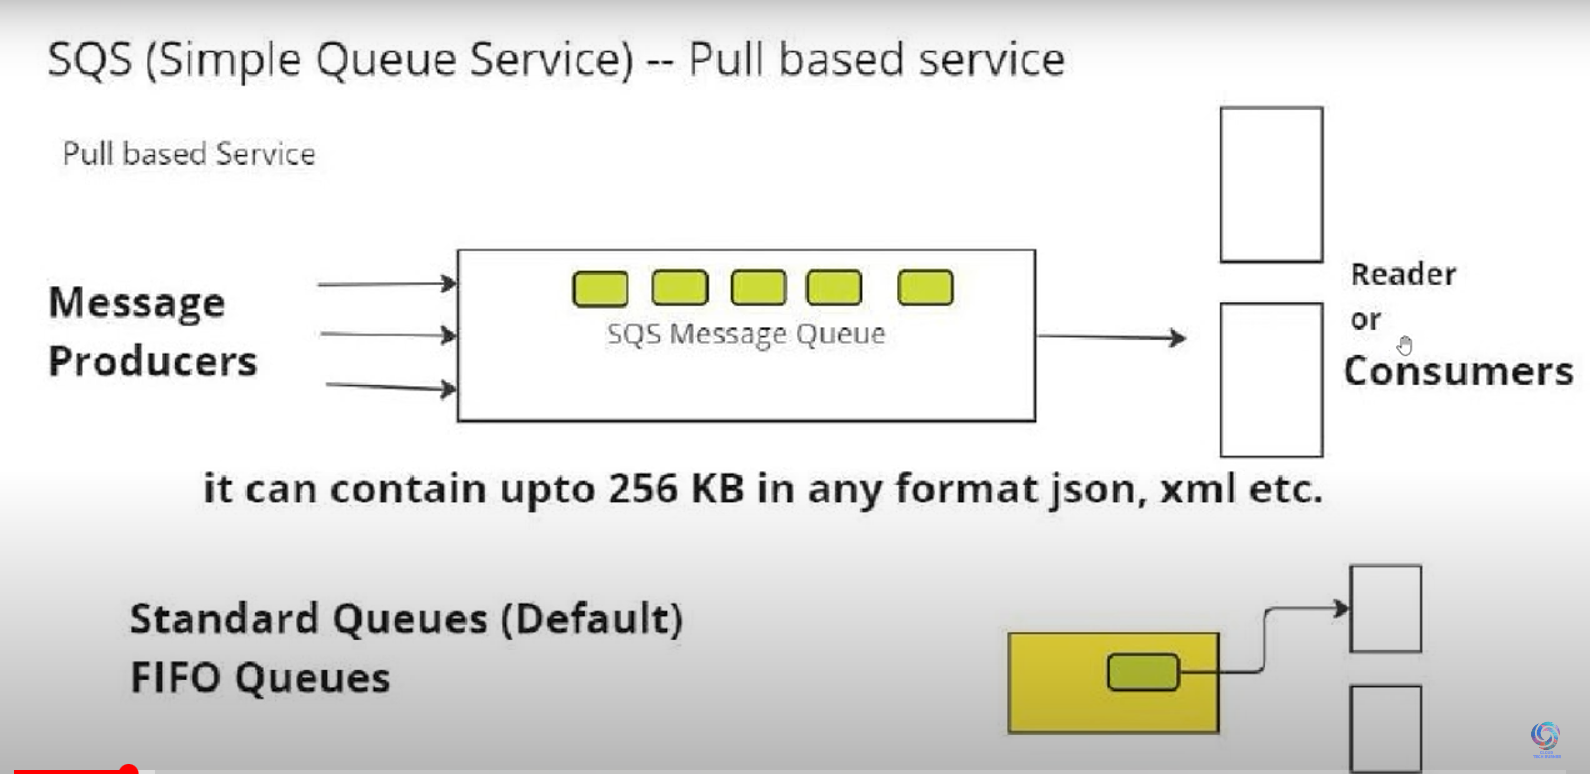 SQS (Simple Queue Service) -- Pull based service
Pull based Service
Message
Producers
SQS Message Queue
Reader
or
Consumers
it can contain upto 256 KB in any format json, xml etc.
Standard Queues (Default)
FIFO Queues